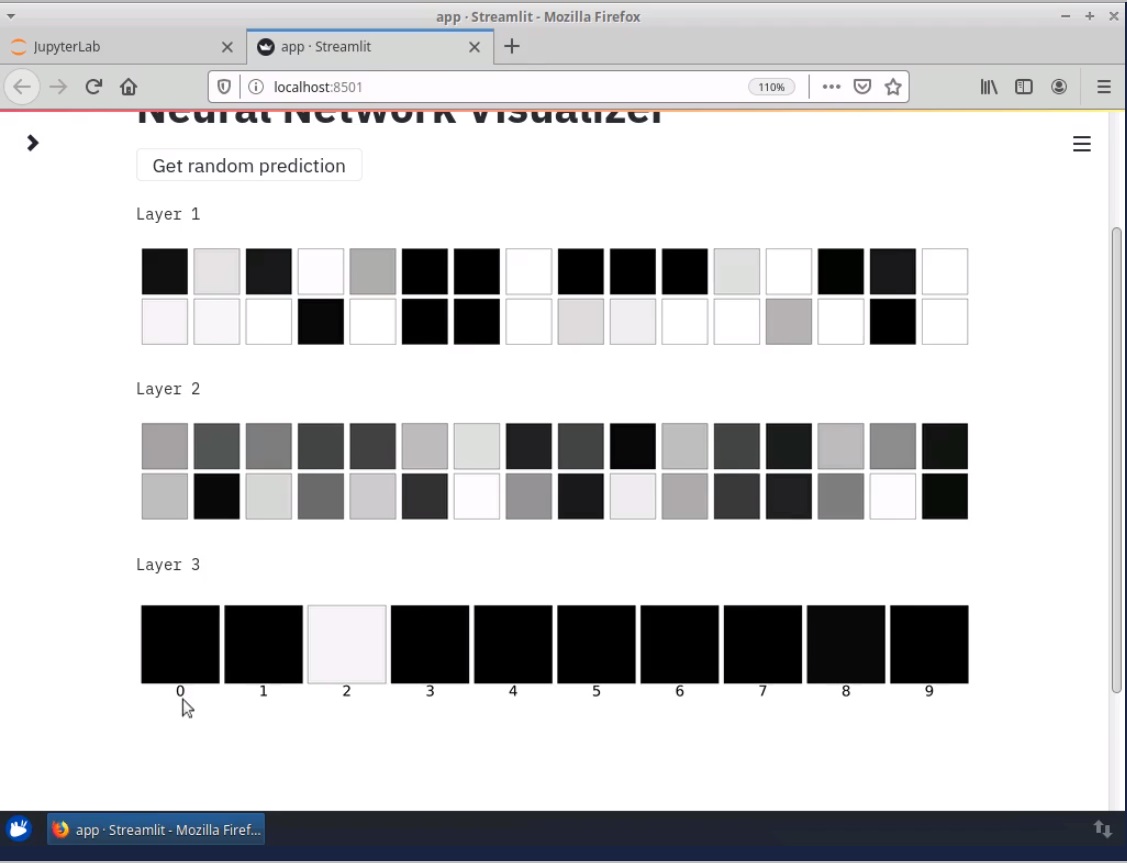 app · Streamlit - Mozilla Firefox
JupyterLab
app · Streamlit
localhost:8501
110%
Neural Network Visualizer
Get random prediction
Layer 1
Layer 2
Layer 3
0 1 2 3 4 5 6 7 8 9
app · Streamlit - Mozilla Firef...